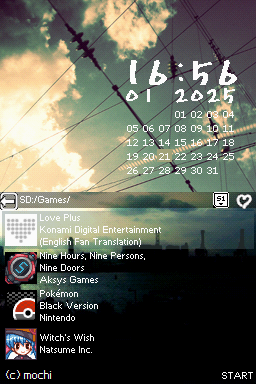 16:56
01 2025
01 02 03 04
05 06 07 08 09 10 11
12 13 14 15 16 17 18
19 20 21 22 23 24 25
26 27 28 29 30 31
SD:/Games/
S1
Love Plus
Konami Digital Entertainment
(English Fan Translation)
Nine Hours, Nine Persons,
Nine Doors
Aksys Games
Pokémon
Black Version
Nintendo
Witch's Wish
Natsume Inc.
(c) mochi
START